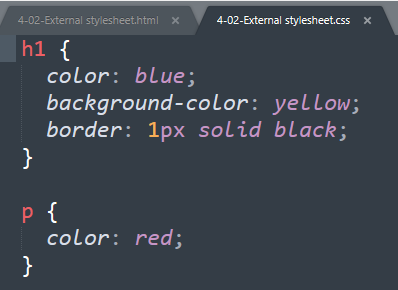 4-02-External stylesheet.html × 4-02-External stylesheet.css ×
h1 {
  color: blue;
  background-color: yellow;
  border: 1px solid black;
}

p {
  color: red;
}